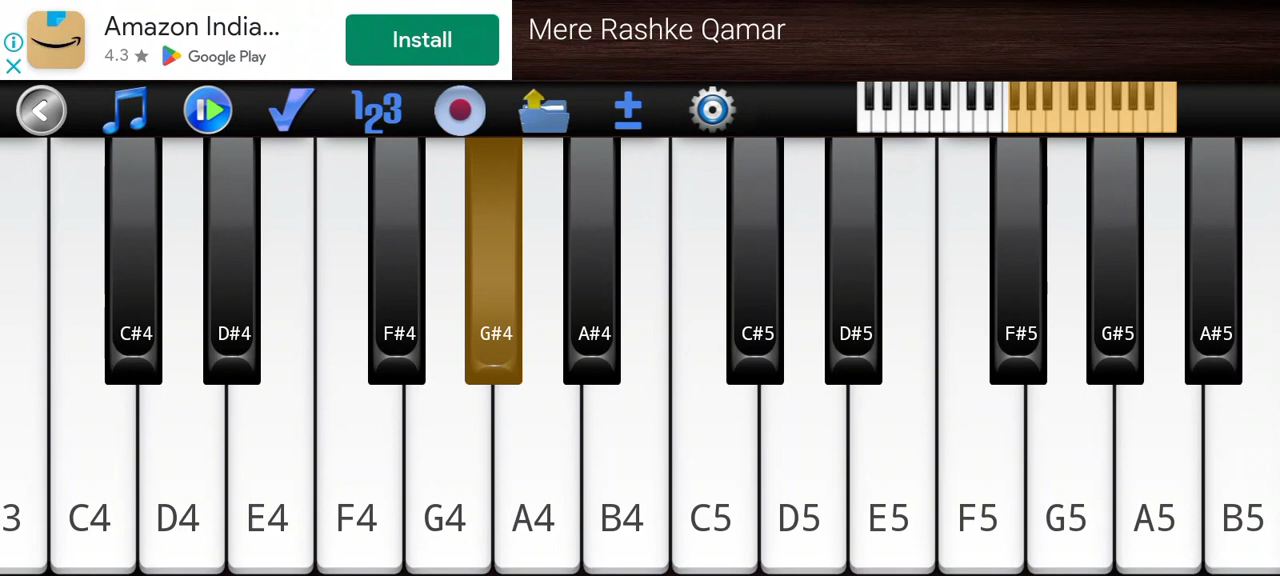 Amazon India...
4.3 ★ Google Play
Install
Mere Rashke Qamar
123
C#4 D#4 F#4 G#4 A#4 C#5 D#5 F#5 G#5 A#5
3 C4 D4 E4 F4 G4 A4 B4 C5 D5 E5 F5 G5 A5 B5